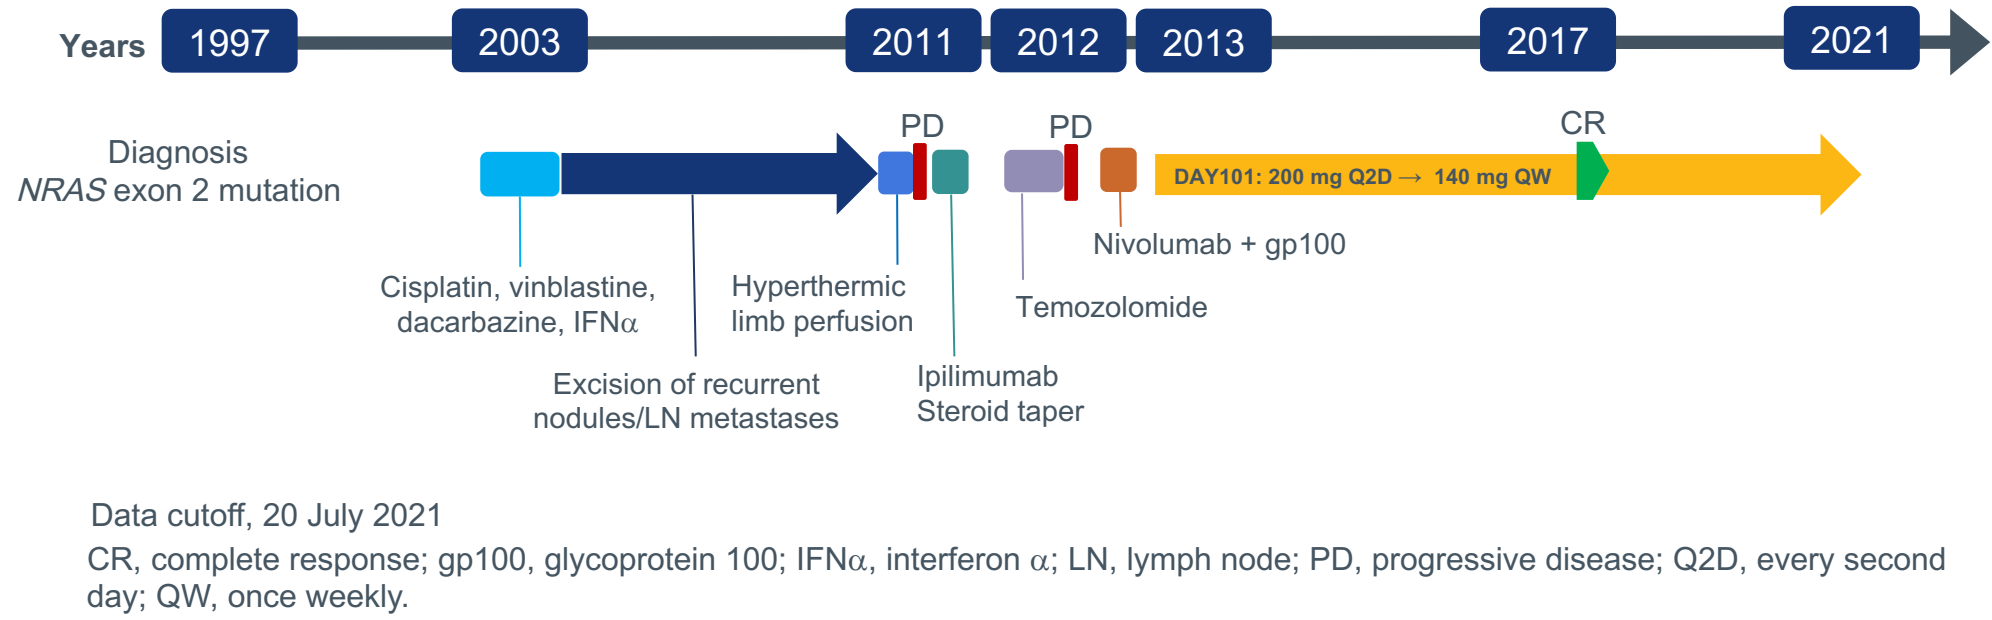 Years 1997 2003 2011 2012 2013 2017 2021
PD PD CR
Diagnosis
NRAS exon 2 mutation
DAY101: 200 mg Q2D → 140 mg QW
Nivolumab + gp100
Cisplatin, vinblastine,
dacarbazine, IFNα
Hyperthermic
limb perfusion
Temozolomide
Excision of recurrent
nodules/LN metastases
Ipilimumab
Steroid taper
Data cutoff, 20 July 2021
CR, complete response; gp100, glycoprotein 100; IFNα, interferon α; LN, lymph node; PD, progressive disease; Q2D, every second
day; QW, once weekly.